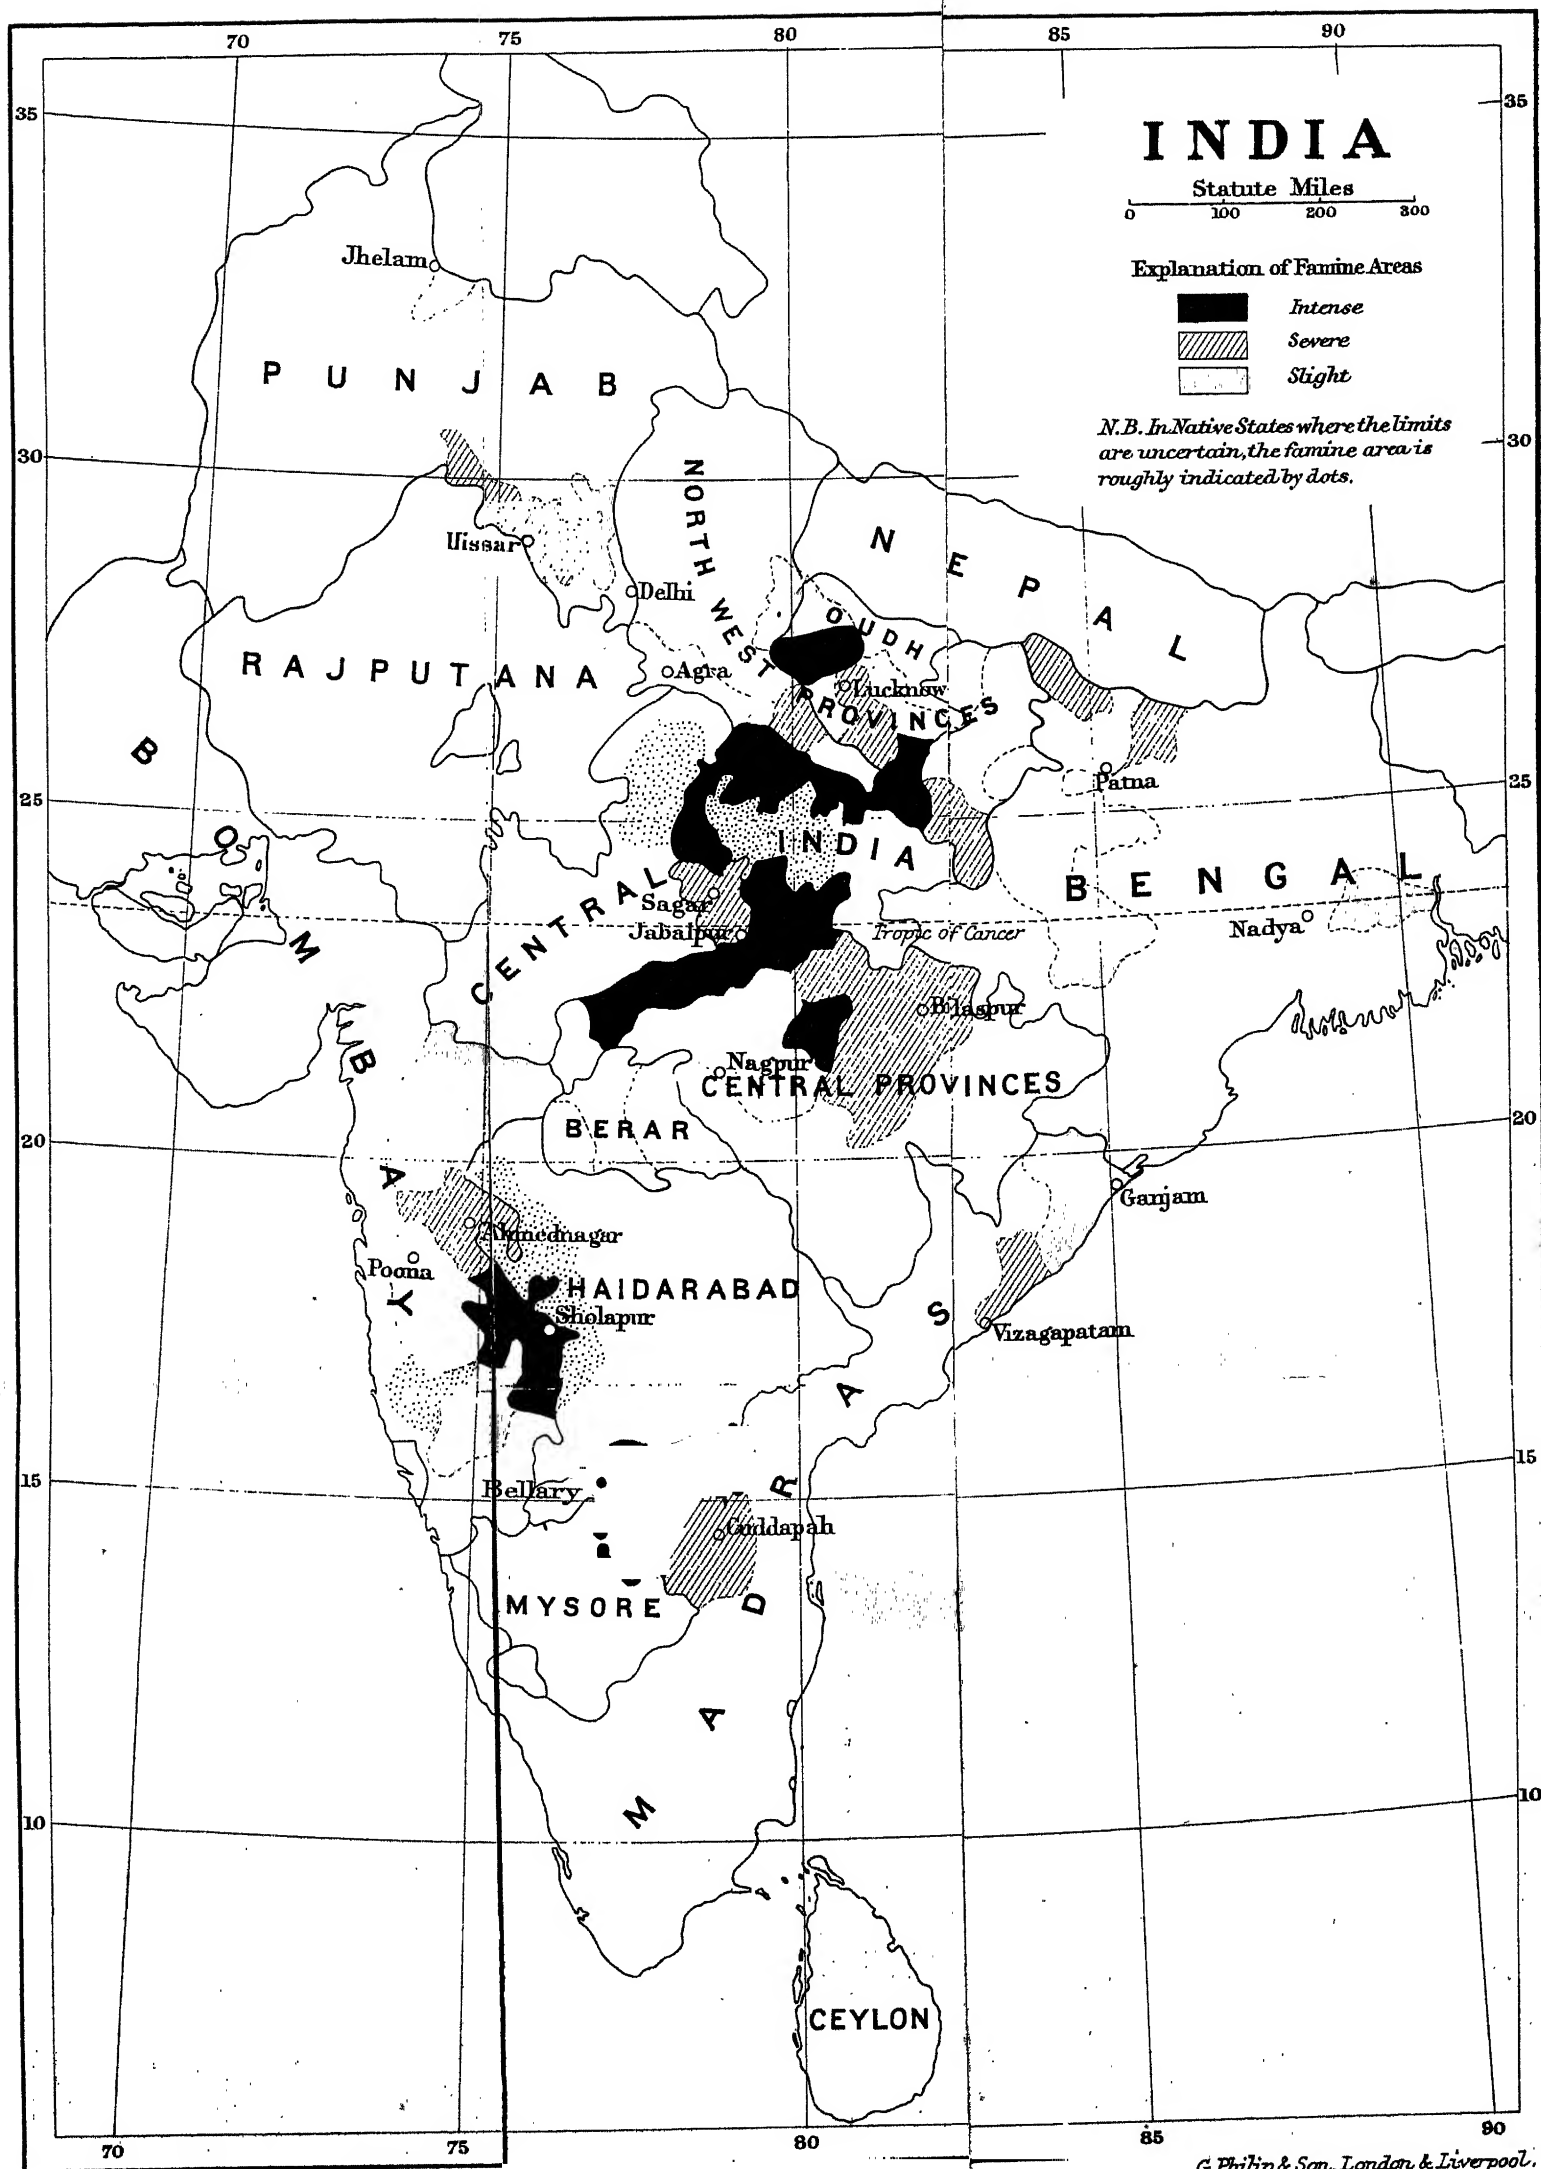 70 75 80 85 90
35 35
INDIA
Statute Miles
0 100 200 300
Explanation of Famine Areas
Intense
Severe
Slight
N.B. In Native States where the limits
are uncertain, the famine area is
roughly indicated by dots.
Jhelam
PUNJAB
30 30
NORTH WEST PROVINCES
Hissar
NEPAL
Delhi
OUDH
RAJPUTANA
Agra
Lucknow
BOMBAY
Patna
25 25
CENTRAL INDIA
BENGAL
Sagar
Jabalpur
Tropic of Cancer
Nadya
Bilaspur
Nagpur
CENTRAL PROVINCES
BERAR
20 20
Ganjam
Ahmednagar
Poona
HAIDARABAD
Sholapur
Vizagapatam
MADRAS
15 15
Bellary
Cuddapah
MYSORE
10 10
CEYLON
70 75 80 85 90
G. Philip & Son, London & Liverpool.